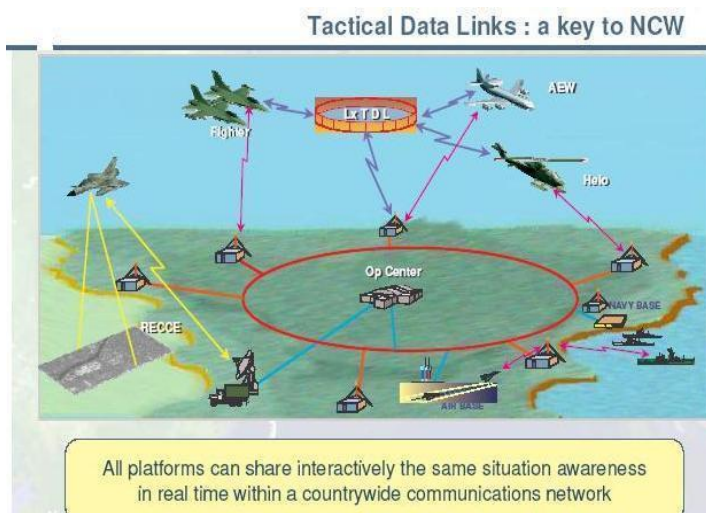 Tactical Data Links : a key to NCW
AEW
Lx T D L
Fighter
Helo
Op Center
NAVY BASE
RECCE
AIR BASE
All platforms can share interactively the same situation awareness
in real time within a countrywide communications network